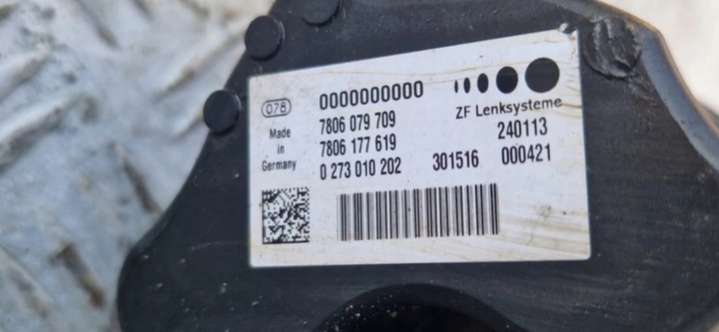 078 0000000000
ZF Lenksysteme
Made in Germany
7806 079 709
240113
7806 177 619
0 273 010 202 301516 000421